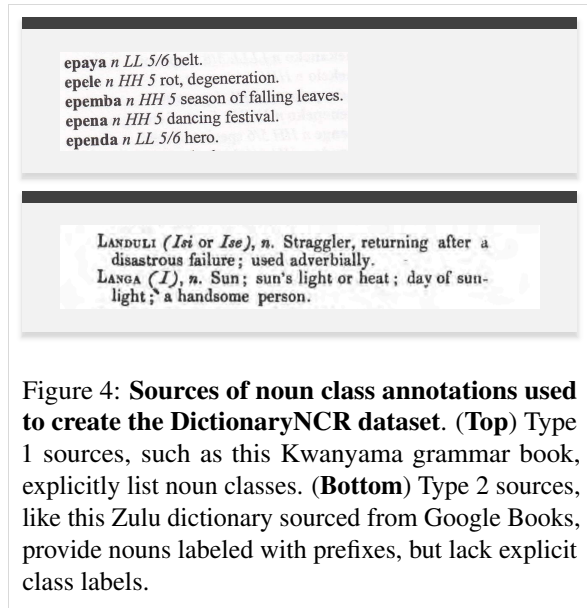 epaya n LL 5/6 belt.
epele n HH 5 rot, degeneration.
epemba n HH 5 season of falling leaves.
epena n HH 5 dancing festival.
ependa n LL 5/6 hero.
LANDULI (Isi or Ise), n. Straggler, returning after a
disastrous failure; used adverbially.
LANGA (I), n. Sun; sun's light or heat; day of sun-
light; a handsome person.
Figure 4: Sources of noun class annotations used
to create the DictionaryNCR dataset. (Top) Type
1 sources, such as this Kwanyama grammar book,
explicitly list noun classes. (Bottom) Type 2 sources,
like this Zulu dictionary sourced from Google Books,
provide nouns labeled with prefixes, but lack explicit
class labels.